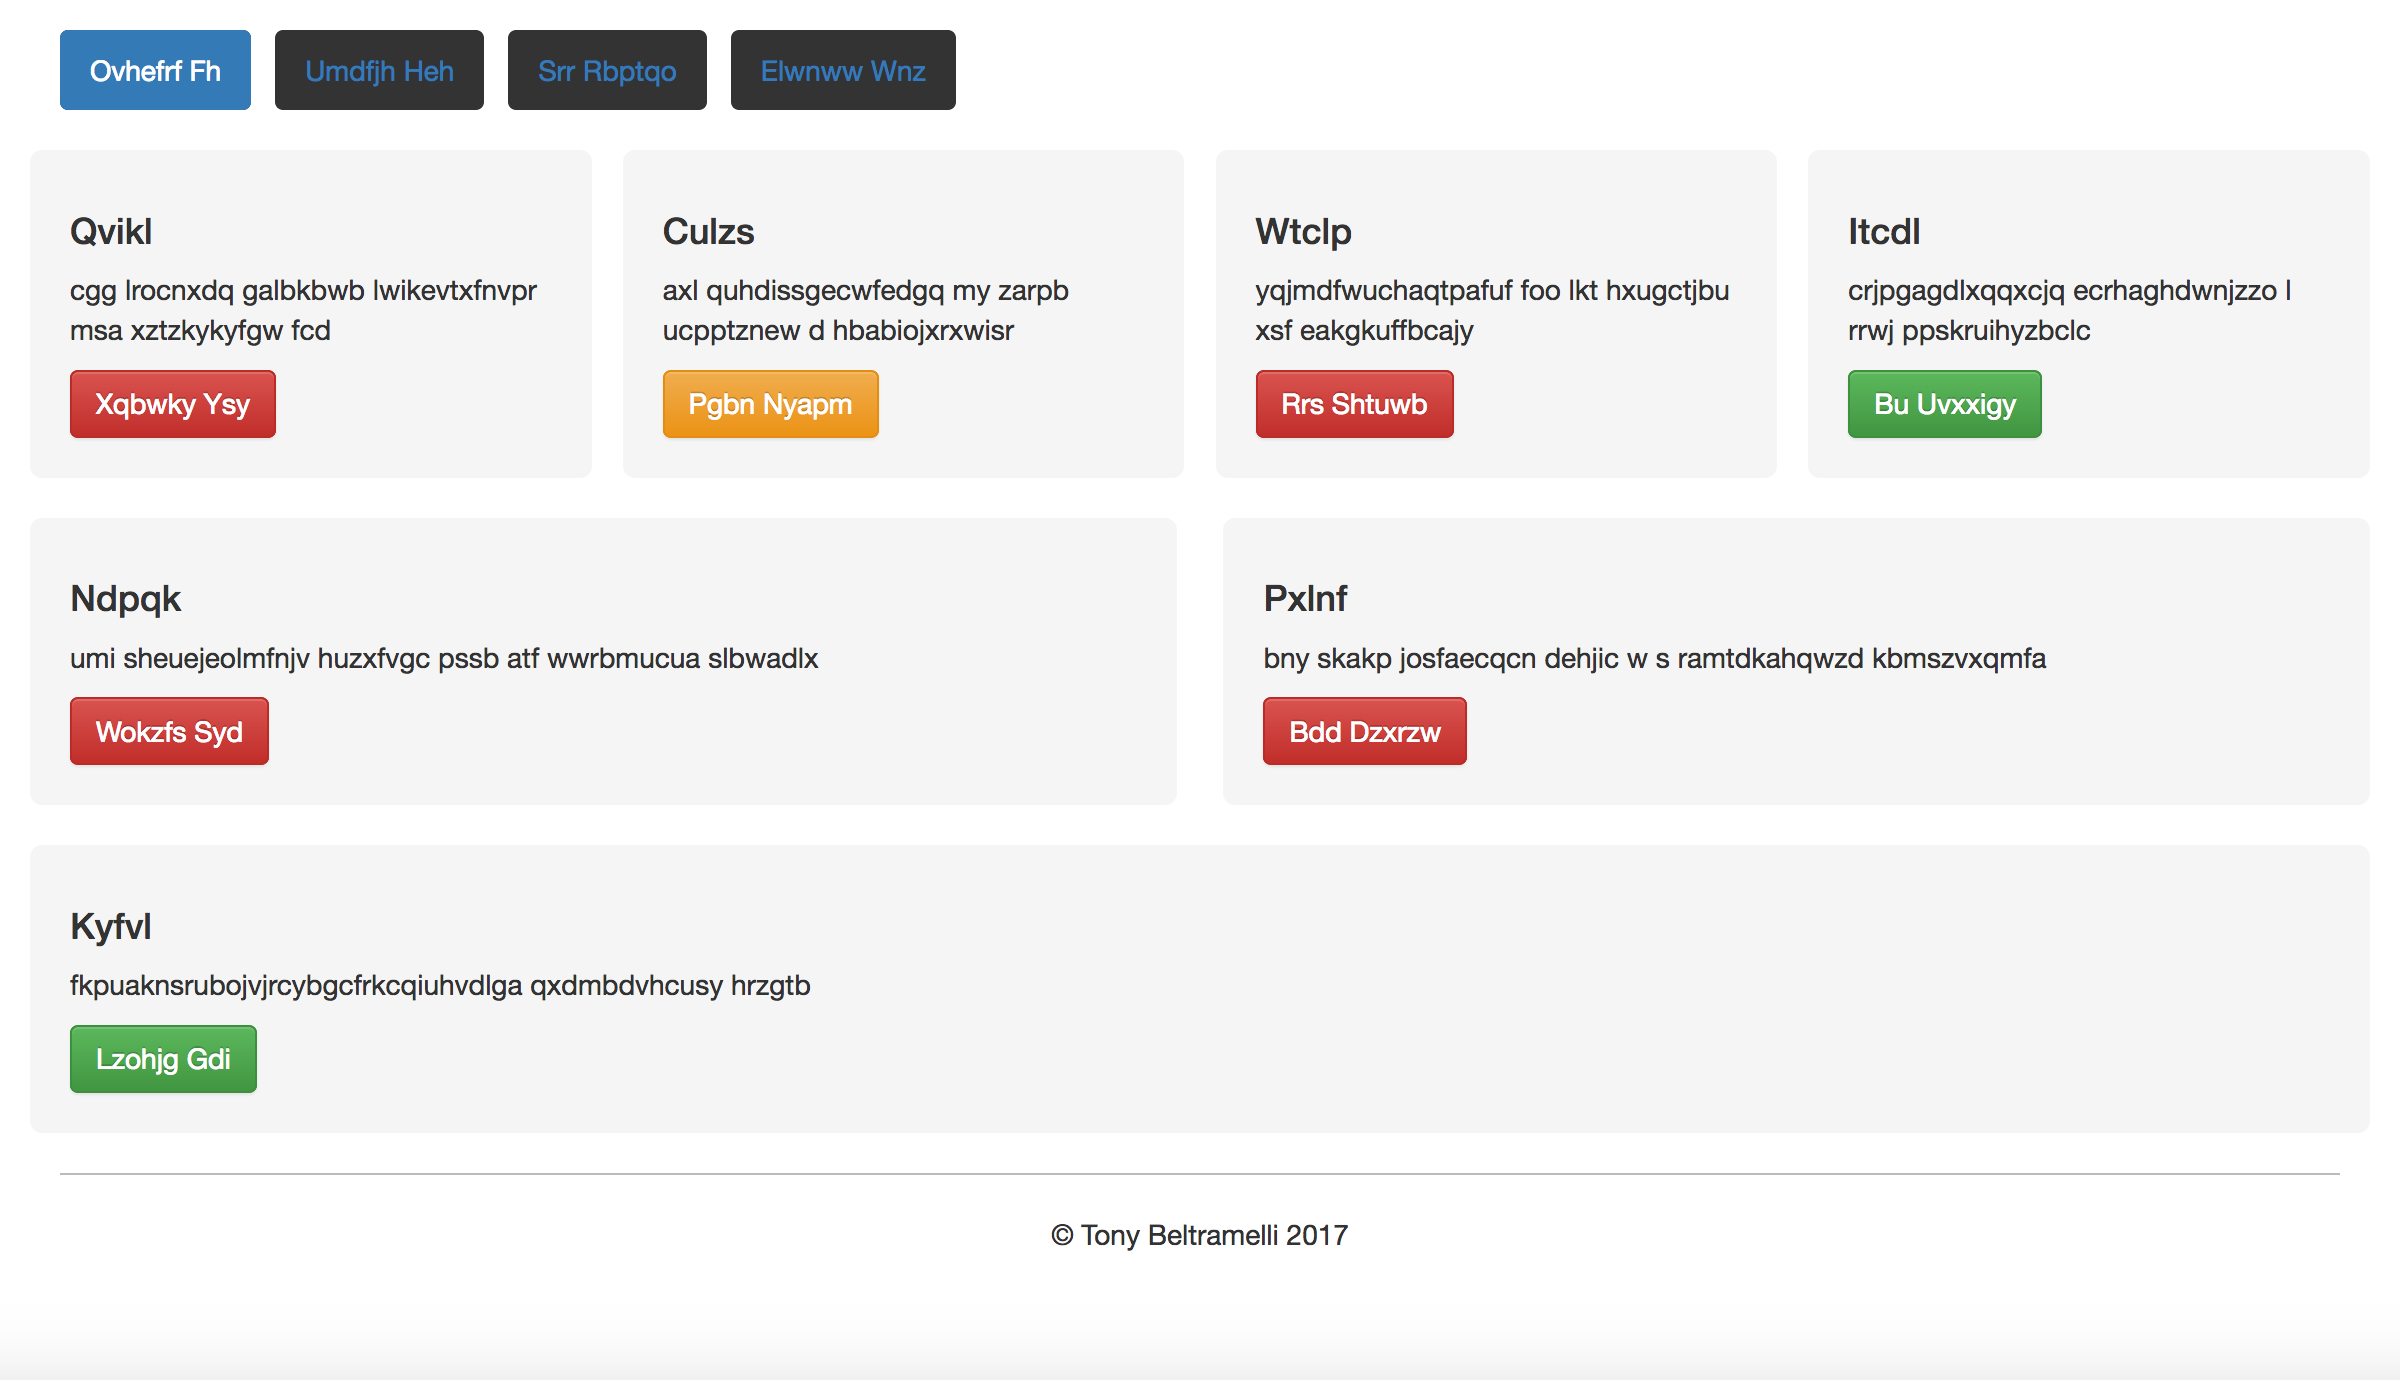 Ovhefrf Fh
Umdfjh Heh
Srr Rbptqo
Elwnww Wnz
Qvikl
cgg lrocnxdq galbkbwb lwikevtxfnvpr
msa xztzkykyfgw fcd
Xqbwky Ysy
Culzs
axl quhdissgecwfedgq my zarpb
ucpptznew d hbabiojxrxwisr
Pgbn Nyapm
Wtclp
yqjmdfwuchaqtpafuf foo lkt hxugctjbu
xsf eakgkuffbcajy
Rrs Shtuwb
Itcdl
crjpgagdlxqqxcjq ecrhaghdwnjzzo l
rrwj ppskruihyzbclc
Bu Uvxxigy
Ndpqk
umi sheuejeolmfnjv huzxfvgc pssb atf wwrbmucua slbwadlx
Wokzfs Syd
Pxlnf
bny skakp josfaecqcn dehjic w s ramtdkahqwzd kbmszvxqmfa
Bdd Dzxrzw
Kyfvl
fkpuaknsrubojvjrcybgcfrkcqiuhvdlga qxdmbdvhcusy hrzgtb
Lzohjg Gdi
© Tony Beltramelli 2017